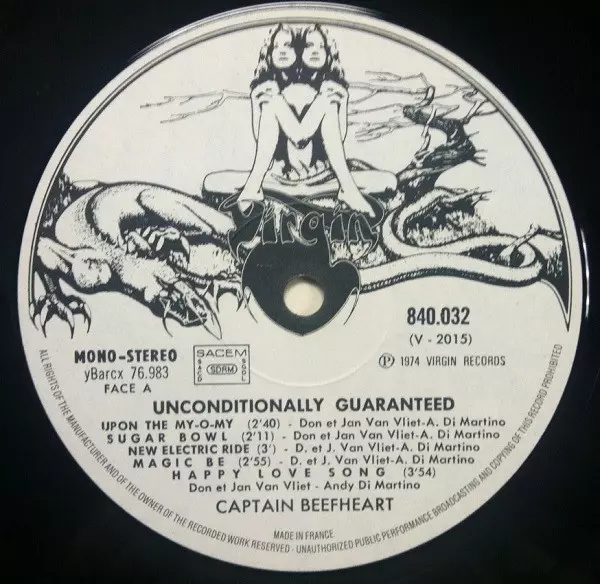 Virgin
840.032
(V - 2015)
MONO-STEREO
yBarcx 76.983
FACE A
SACEM
SACD
SDRM
SGDL
℗ 1974 VIRGIN RECORDS
UNCONDITIONALLY GUARANTEED
UPON THE MY-O-MY (2'40) - Don et Jan Van Vliet-A. Di Martino
SUGAR BOWL (2'11) - Don et Jan Van Vliet-A. Di Martino
NEW ELECTRIC RIDE (3') - D. et J. Van Vliet-A. Di Martino
MAGIC BE (2'55) - D. et J. Van Vliet - A. Di Martino
HAPPY LOVE SONG (3'54)
Don et Jan Van Vliet - Andy Di Martino
CAPTAIN BEEFHEART
MADE IN FRANCE
ALL RIGHTS OF THE MANUFACTURER AND OF THE OWNER OF THE RECORDED WORK RESERVED - UNAUTHORIZED PUBLIC PERFORMANCE BROADCASTING AND COPYING OF THIS RECORD PROHIBITED